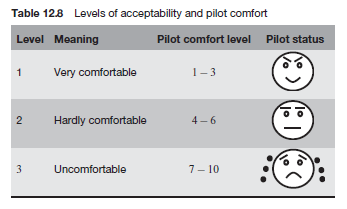 Table 12.8 Levels of acceptability and pilot comfort
Level Meaning Pilot comfort level Pilot status
1 Very comfortable 1 – 3
2 Hardly comfortable 4 – 6
3 Uncomfortable 7 – 10